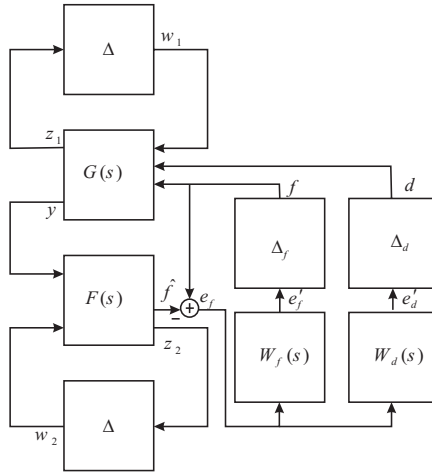 Δ
w₁
z₁
G(s)
y
f
d
Δ_f
Δ_d
F(s)
f̂
e_f
e′_f
e′_d
−
+
z₂
W_f(s)
W_d(s)
w₂
Δ